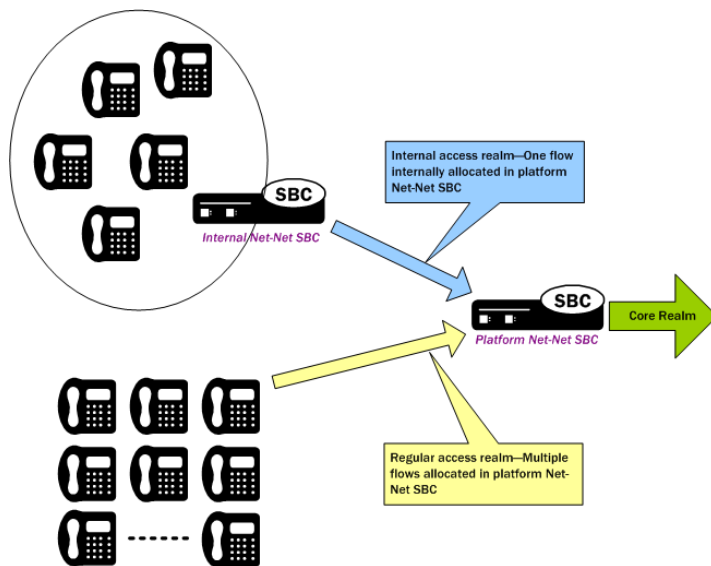 SBC
Internal Net-Net SBC
Internal access realm—One flow
internally allocated in platform
Net-Net SBC
SBC
Platform Net-Net SBC
Core Realm
Regular access realm—Multiple
flows allocated in platform Net-
Net SBC